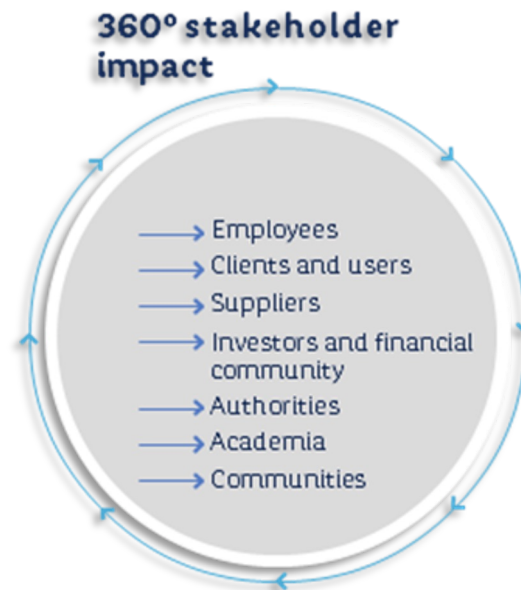 360º stakeholder
impact
Employees
Clients and users
Suppliers
Investors and financial
community
Authorities
Academia
Communities